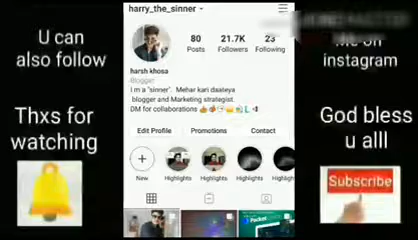 harry_the_sinner
U can
also follow
Me on
instagram
80
Posts
21.7K
Followers
23
Following
harsh khosa
Blogger
I m a "sinner". Mehar kari daateya
blogger and Marketing strategist.
DM for collaborations
Edit Profile
Promotions
Contact
Thxs for
watching
God bless
u alll
New
Highlights
Highlights
Highlights
Highligh
Subscribe
Pocket